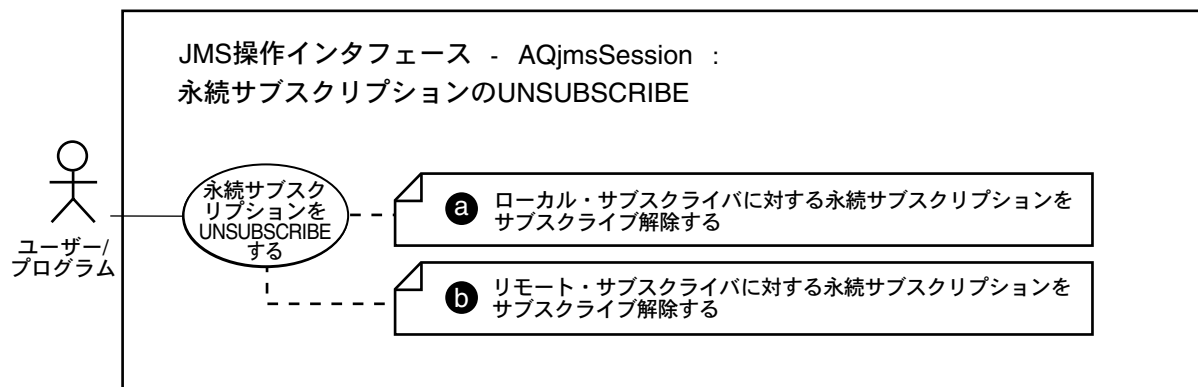 JMS操作インタフェース - AQjmsSession :
永続サブスクリプションのUNSUBSCRIBE
ユーザー/
プログラム
永続サブスク
リプションを
UNSUBSCRIBE
する
a ローカル・サブスクライバに対する永続サブスクリプションを
サブスクライブ解除する
b リモート・サブスクライバに対する永続サブスクリプションを
サブスクライブ解除する